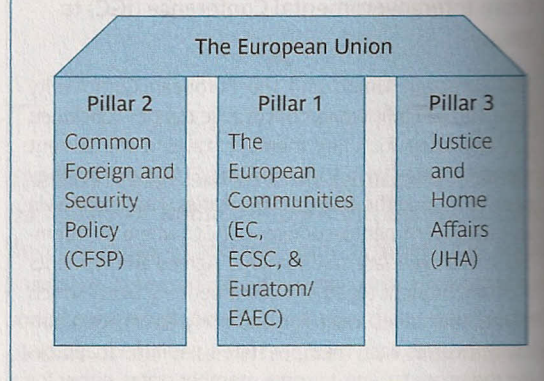 The European Union
Pillar 2
Common
Foreign and
Security
Policy
(CFSP)
Pillar 1
The
European
Communities
(EC,
ECSC, &
Euratom/
EAEC)
Pillar 3
Justice
and
Home
Affairs
(JHA)